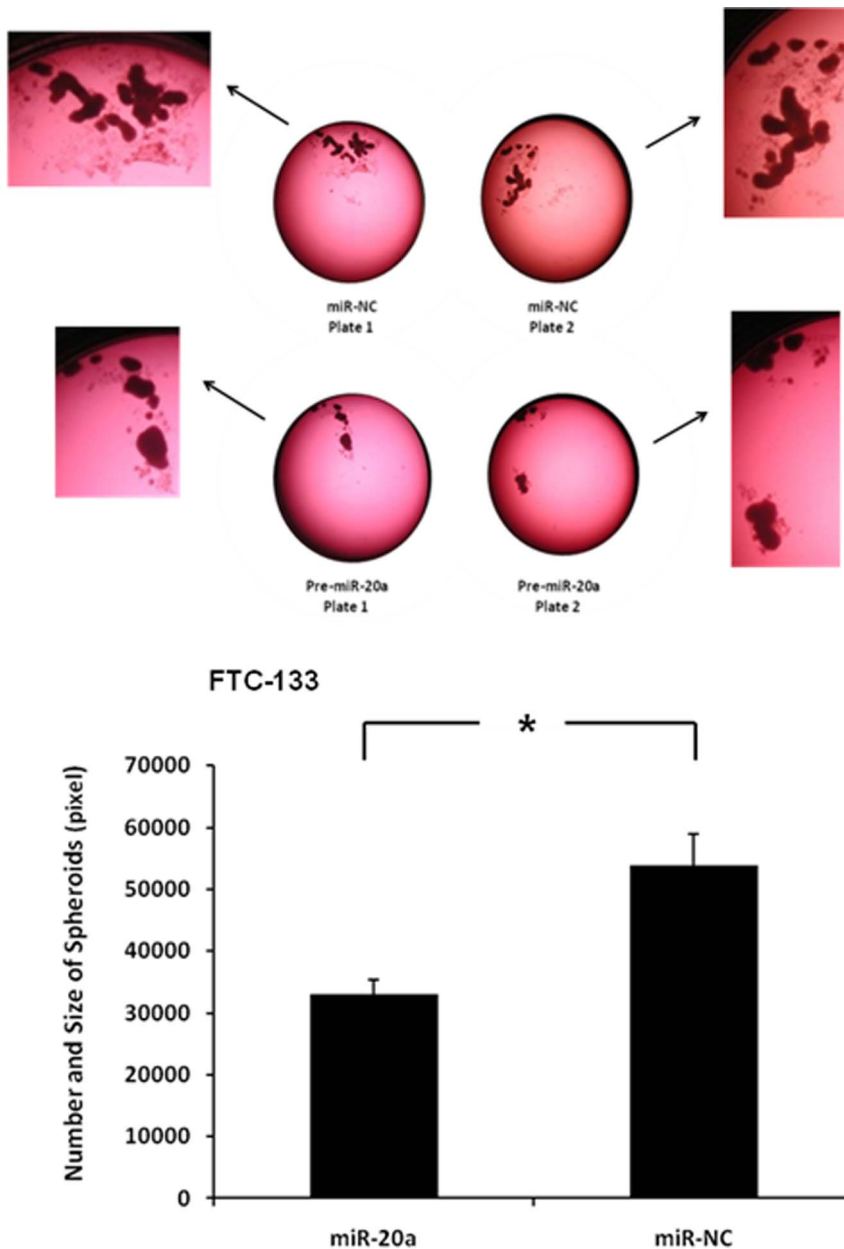 miR-NC
Plate 1
miR-NC
Plate 2
Pre-miR-20a
Plate 1
Pre-miR-20a
Plate 2
FTC-133
*
Number and Size of Spheroids (pixel)
70000
60000
50000
40000
30000
20000
10000
0
miR-20a
miR-NC